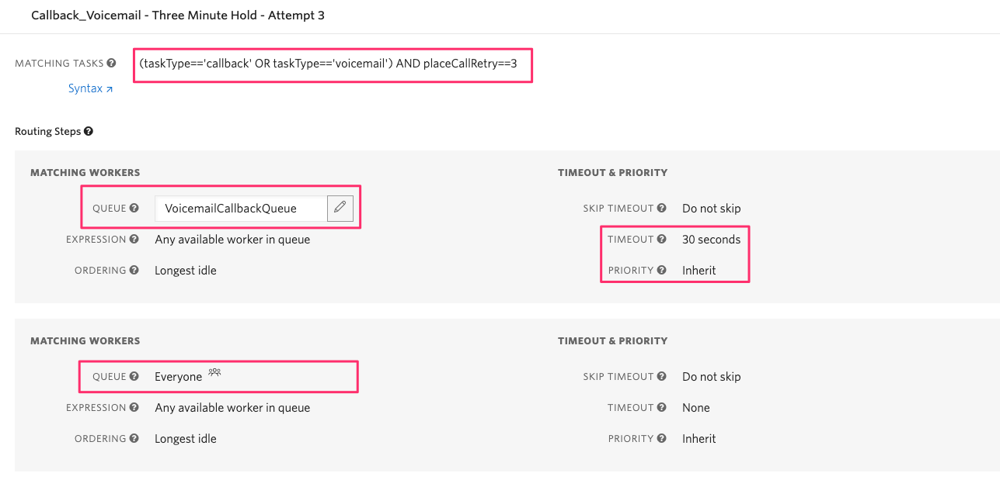 Callback_Voicemail - Three Minute Hold - Attempt 3
MATCHING TASKS ? (taskType=='callback' OR taskType=='voicemail') AND placeCallRetry==3
Syntax ↗
Routing Steps ?
MATCHING WORKERS
TIMEOUT & PRIORITY
QUEUE ? VoicemailCallbackQueue
SKIP TIMEOUT ? Do not skip
EXPRESSION ? Any available worker in queue
TIMEOUT ? 30 seconds
ORDERING ? Longest idle
PRIORITY ? Inherit
MATCHING WORKERS
TIMEOUT & PRIORITY
QUEUE ? Everyone
SKIP TIMEOUT ? Do not skip
EXPRESSION ? Any available worker in queue
TIMEOUT ? None
ORDERING ? Longest idle
PRIORITY ? Inherit